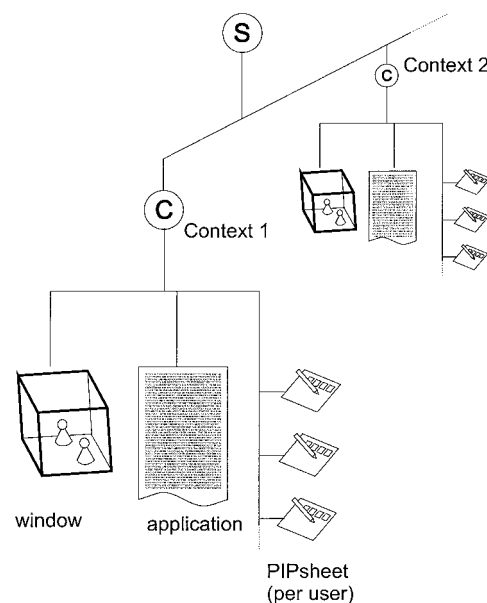 S
C
Context 2
C
Context 1
window
application
PIPsheet
(per user)